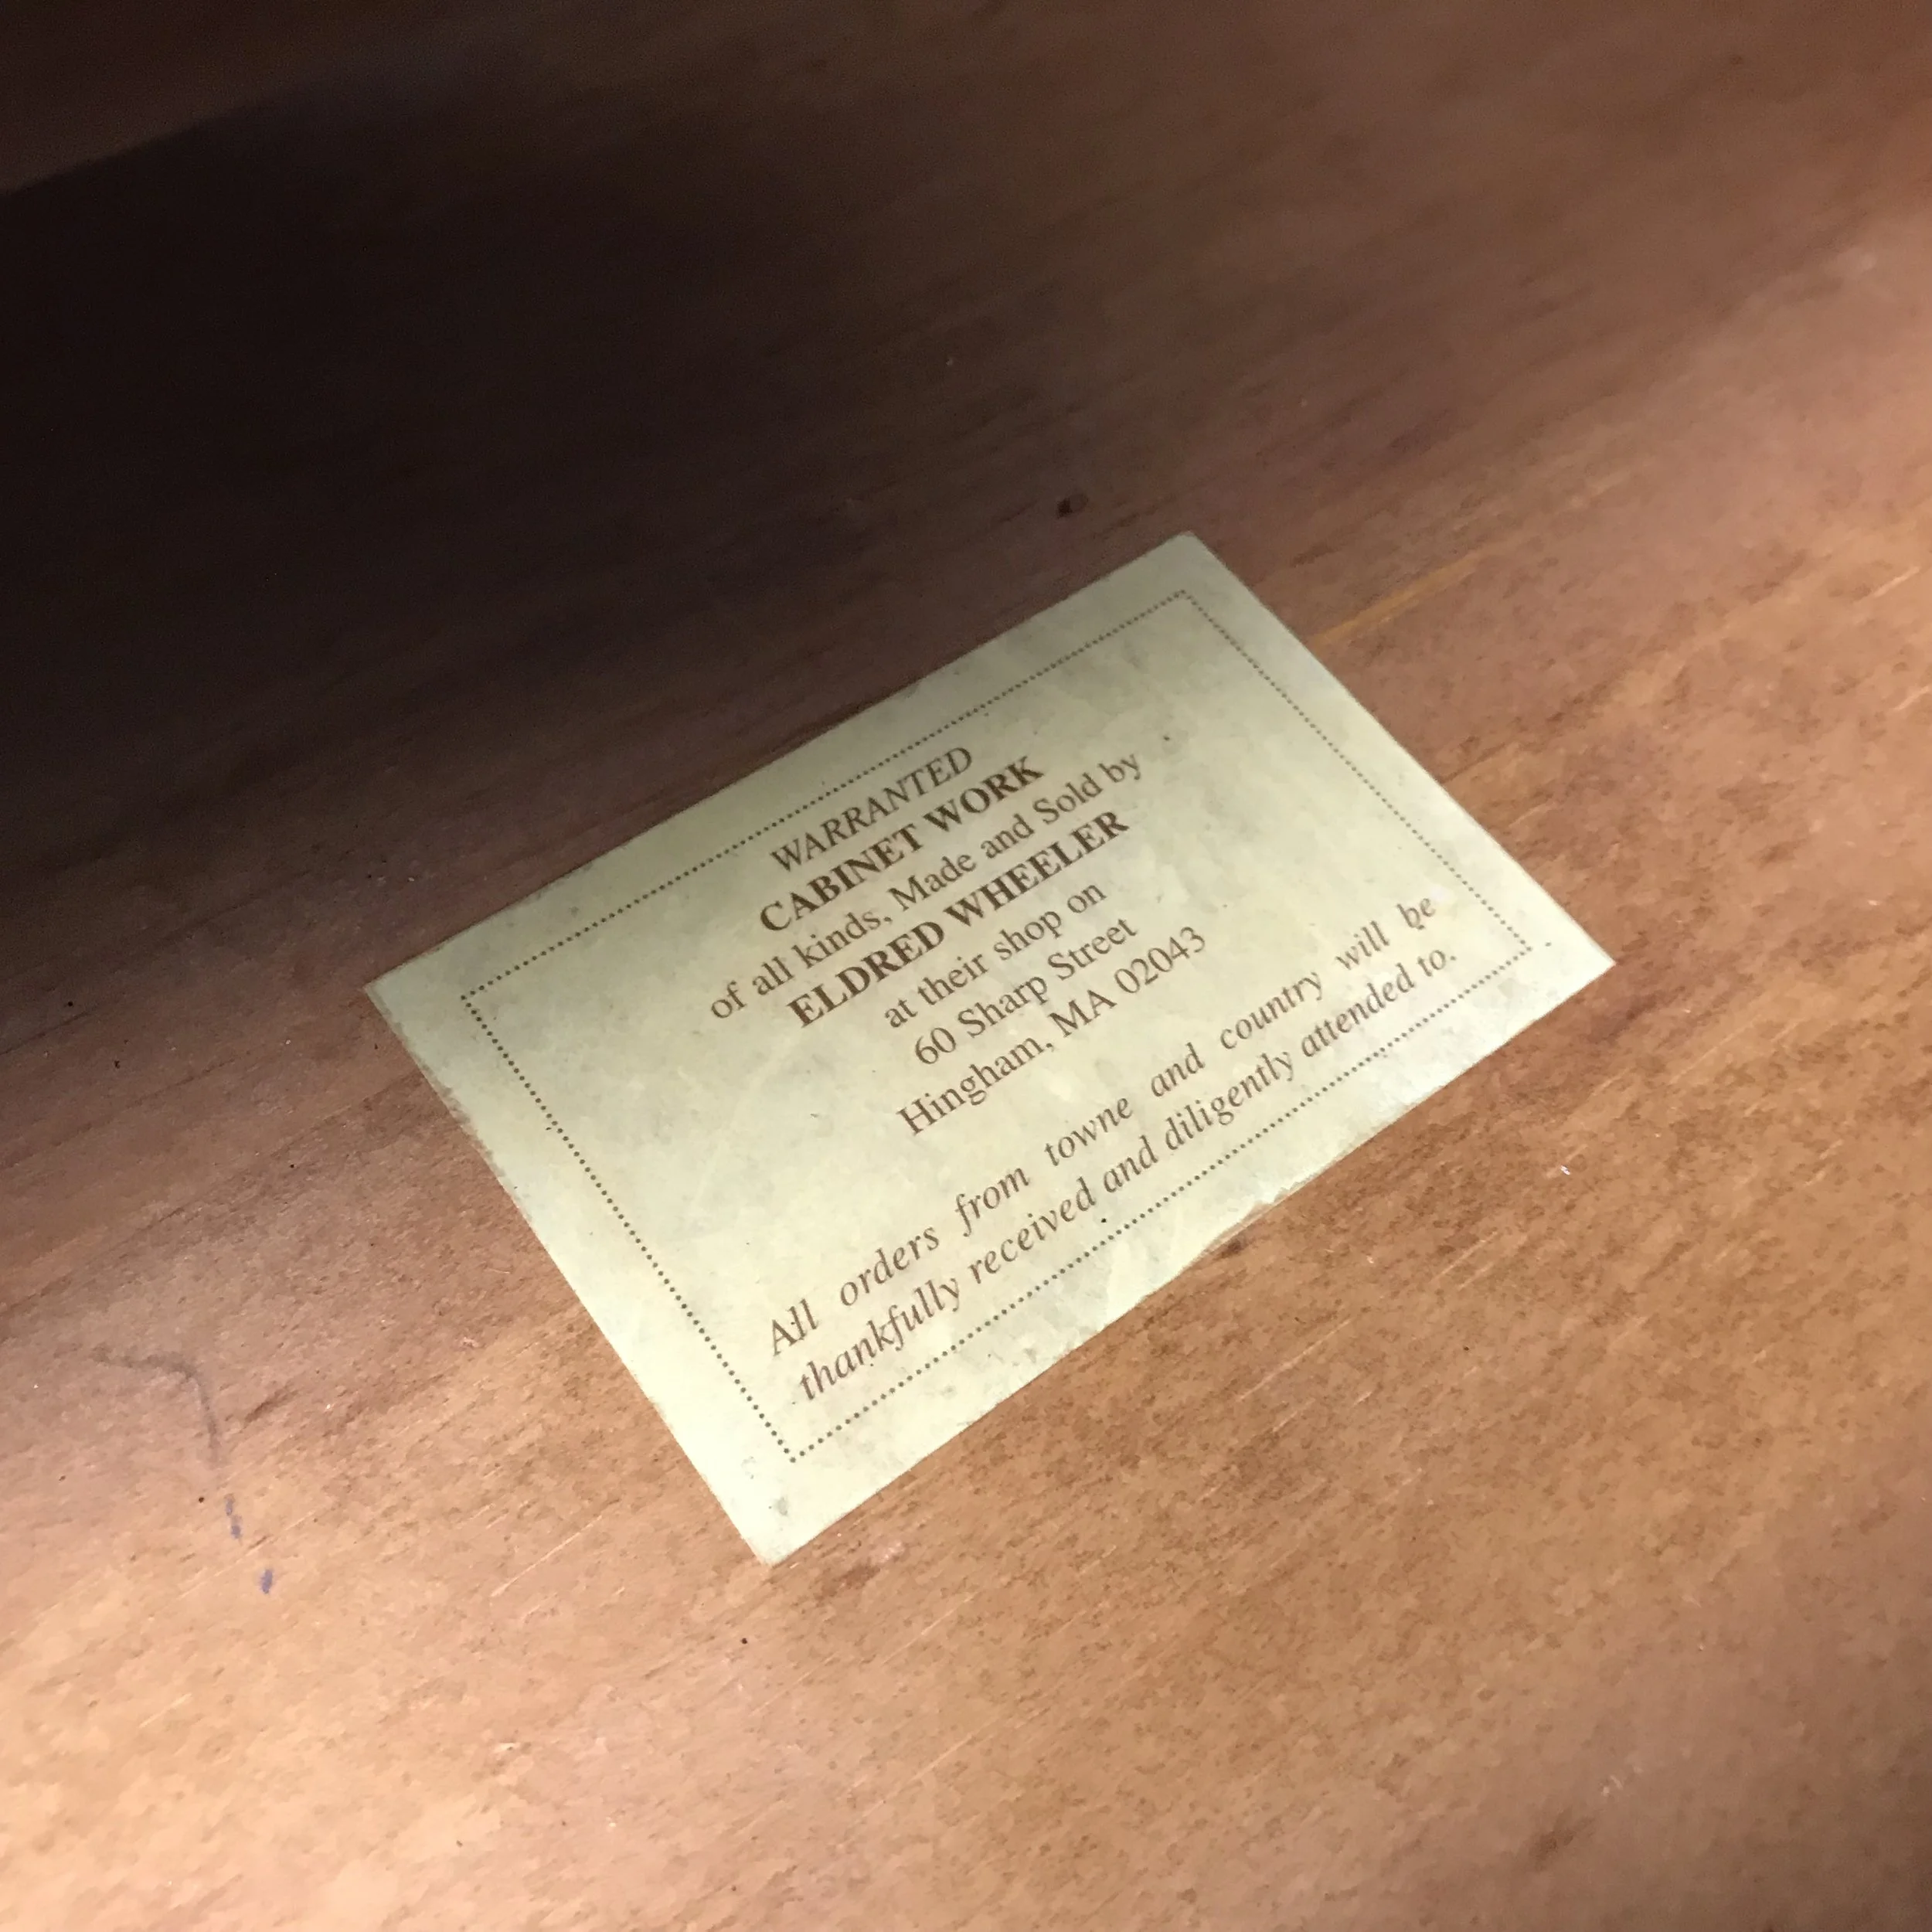 WARRANTED
CABINET WORK
of all kinds, Made and Sold by
ELDRED WHEELER
at their shop on
60 Sharp Street
Hingham, MA 02043
All orders from towne and country will be
thankfully received and diligently attended to.